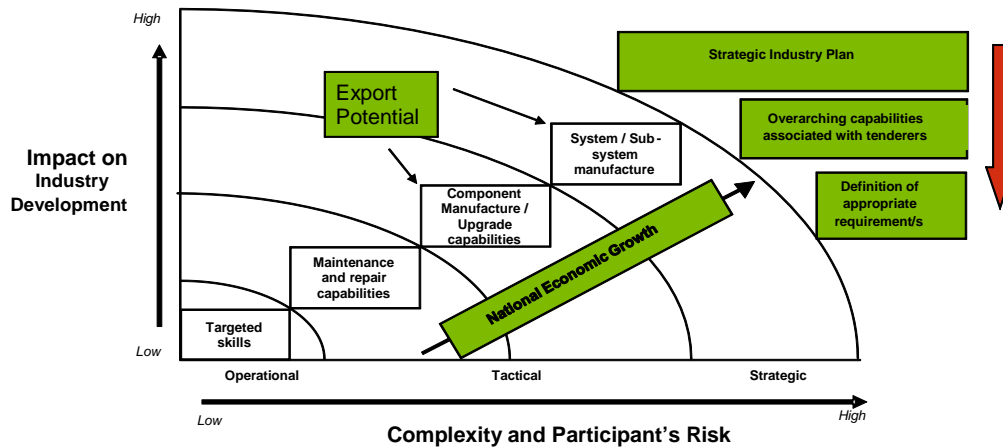 High
Strategic Industry Plan
Export
Potential
Overarching capabilities
associated with tenderers
System / Sub-
system
manufacture
Impact on
Industry
Development
Component
Manufacture /
Upgrade
capabilities
Definition of
appropriate
requirement/s
National Economic Growth
Maintenance
and repair
capabilities
Targeted
skills
Low
Operational
Tactical
Strategic
Low
High
Complexity and Participant's Risk